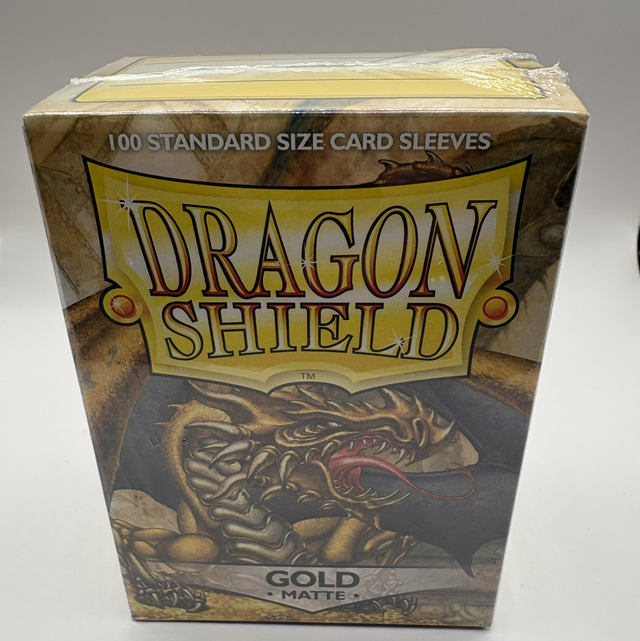 100 STANDARD SIZE CARD SLEEVES
DRAGON
SHIELD
TM
GOLD
• MATTE •